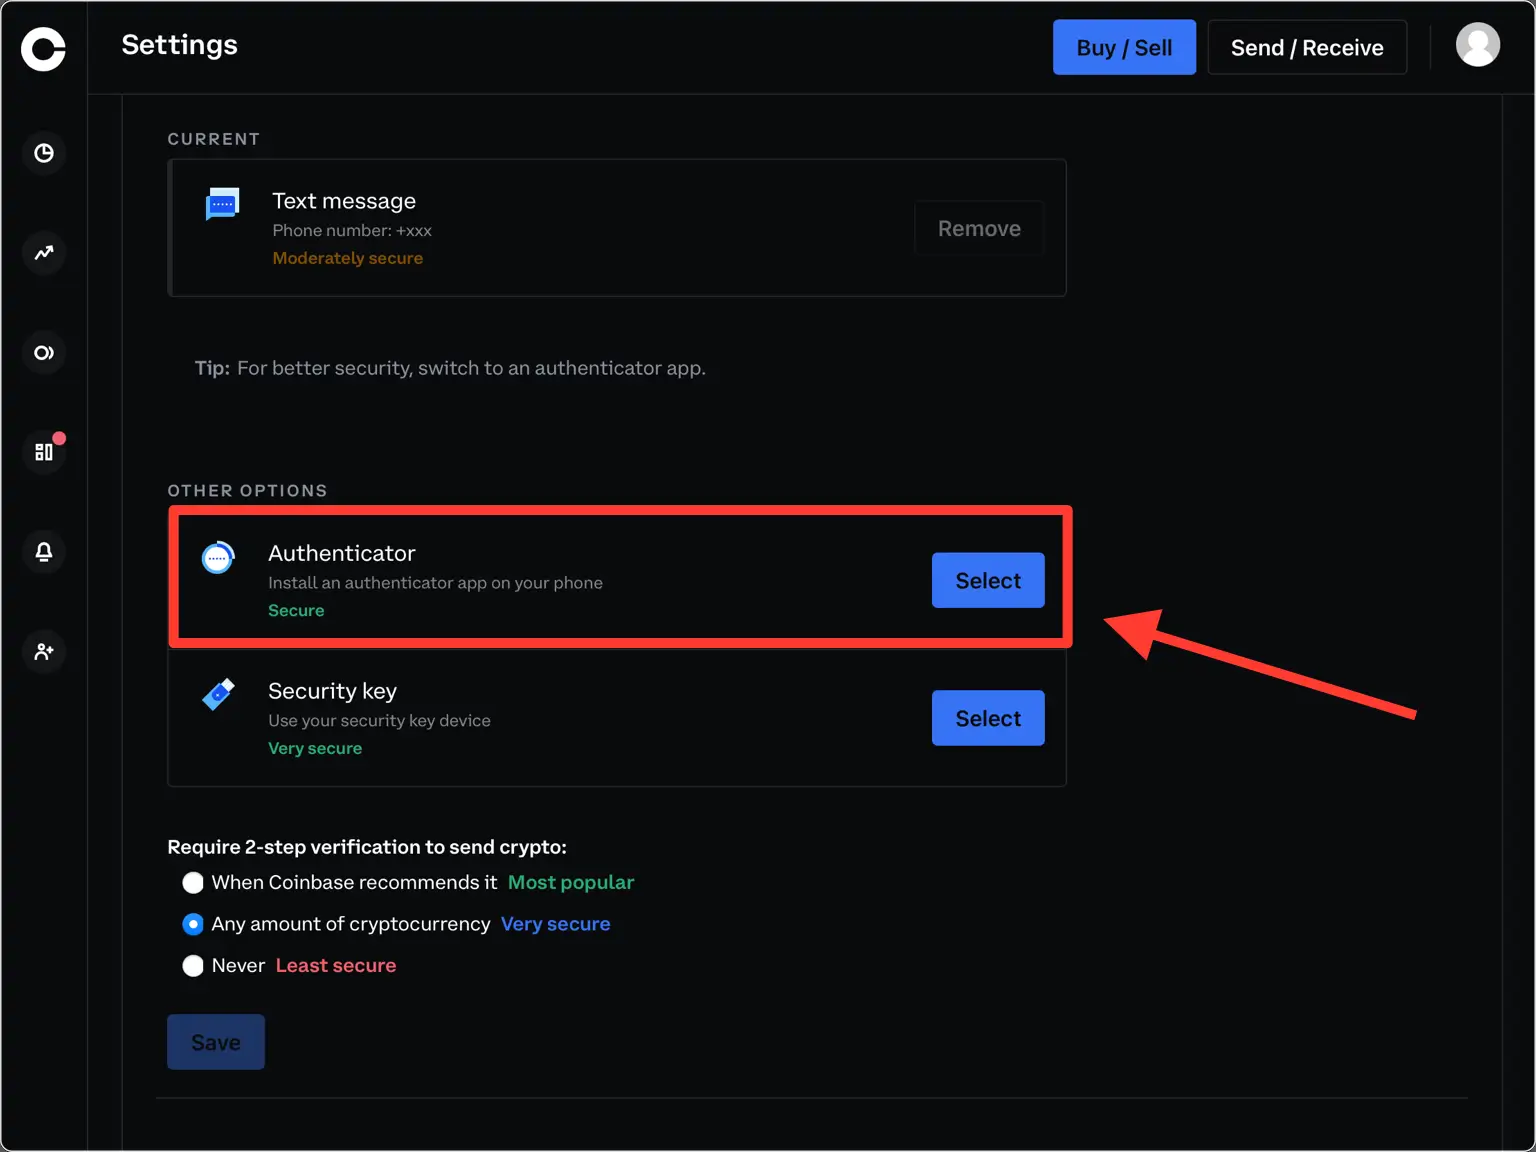 Settings
Buy / Sell
Send / Receive
CURRENT
Text message
Phone number: +xxx
Moderately secure
Remove
Tip: For better security, switch to an authenticator app.
OTHER OPTIONS
Authenticator
Install an authenticator app on your phone
Secure
Select
Security key
Use your security key device
Very secure
Select
Require 2-step verification to send crypto:
When Coinbase recommends it Most popular
Any amount of cryptocurrency Very secure
Never Least secure
Save